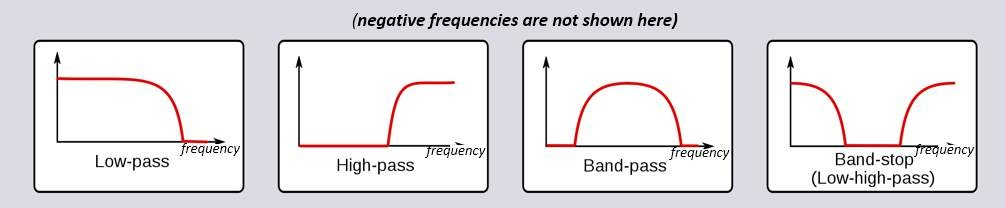 (negative frequencies are not shown here)
frequency
Low-pass
frequency
High-pass
frequency
Band-pass
frequency
Band-stop
(Low-high-pass)